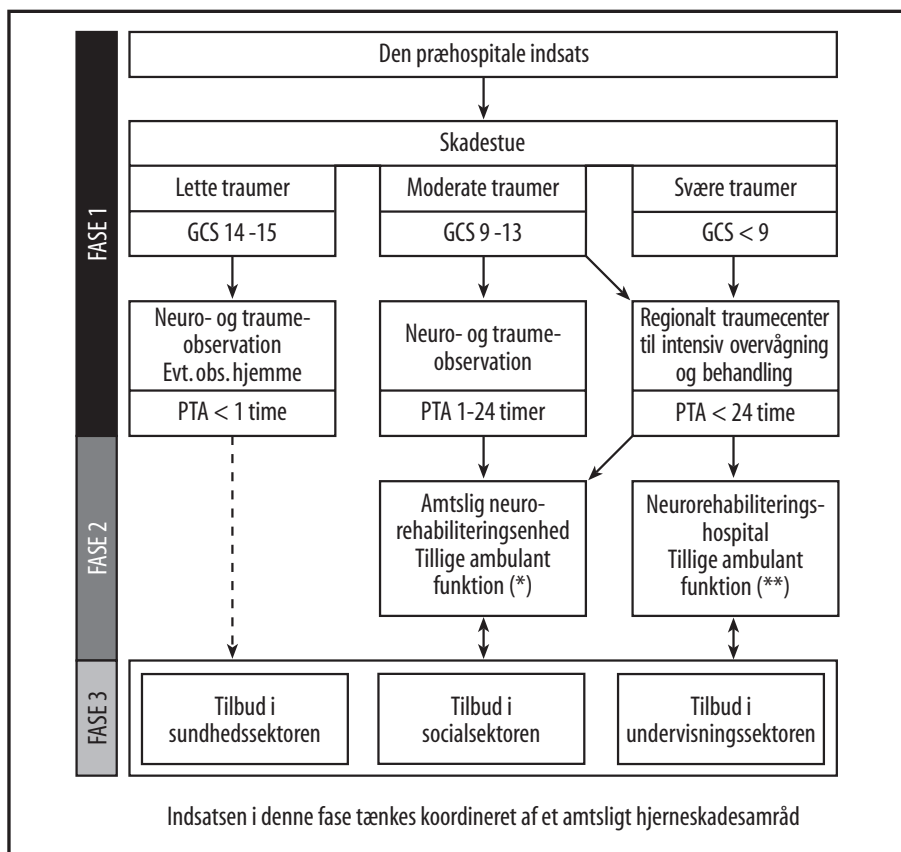 Den præhospitale indsats
Skadestue
Lette traumer
Moderate traumer
Svære traumer
GCS 14 -15
GCS 9 -13
GCS < 9
FASE 1
Neuro- og traume-
observation
Evt. obs. hjemme
Neuro- og traume-
observation
Regionalt traumecenter
til intensiv overvågning
og behandling
PTA < 1 time
PTA 1-24 timer
PTA < 24 time
FASE 2
Amtslig neuro-
rehabiliteringsenhed
Tillige ambulant
funktion (*)
Neurorehabiliterings-
hospital
Tillige ambulant
funktion (**)
FASE 3
Tilbud i
sundhedssektoren
Tilbud i
socialsektoren
Tilbud i
undervisningssektoren
Indsatsen i denne fase tænkes koordineret af et amtsligt hjerneskadesamråd